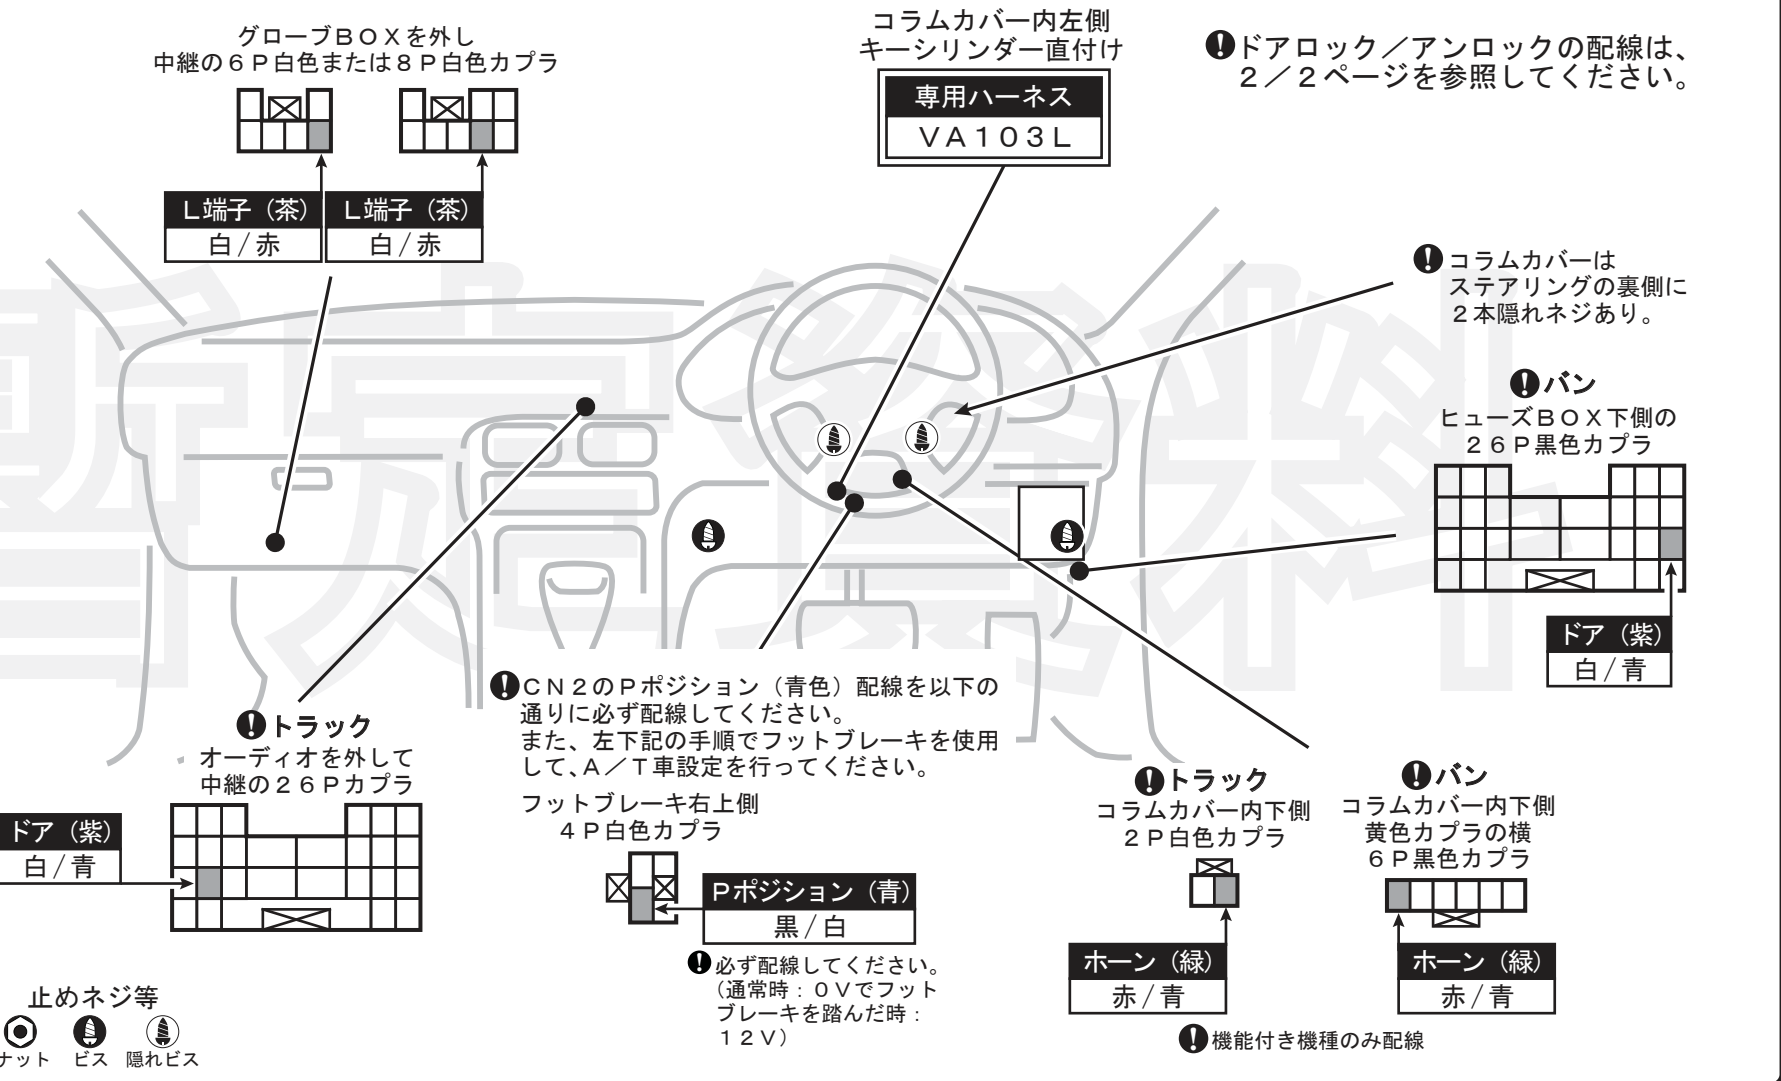 グローブＢＯＸを外し
中継の６Ｐ白色または８Ｐ白色カプラ
Ｌ端子（茶）
白/赤
Ｌ端子（茶）
白/赤
コラムカバー内左側
キーシリンダー直付け
専用ハーネス
ＶＡ１０３Ｌ
ドアロック／アンロックの配線は、
２／２ページを参照してください。
コラムカバーは
ステアリングの裏側に
２本隠れネジあり。
バン
ヒューズＢＯＸ下側の
２６Ｐ黒色カプラ
ドア（紫）
白/青
トラック
オーディオを外して
中継の２６Ｐカプラ
ドア（紫）
白/青
ＣＮ２のＰポジション（青色）配線を以下の
通りに必ず配線してください。
また、左下記の手順でフットブレーキを使用
して、Ａ／Ｔ車設定を行ってください。
フットブレーキ右上側
４Ｐ白色カプラ
Ｐポジション（青）
黒/白
必ず配線してください。
（通常時：０Ｖでフット
ブレーキを踏んだ時：
１２Ｖ）
トラック
コラムカバー内下側
２Ｐ白色カプラ
ホーン（緑）
赤/青
バン
コラムカバー内下側
黄色カプラの横
６Ｐ黒色カプラ
ホーン（緑）
赤/青
機能付き機種のみ配線
止めネジ等
ナット
ビス
隠れビス
暫定資料